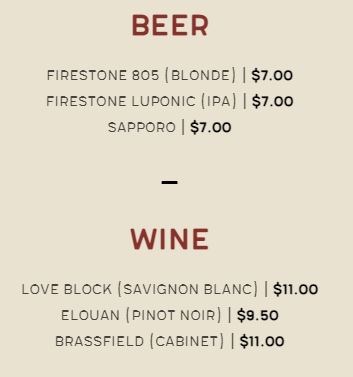 BEER
FIRESTONE 805 (BLONDE) | $7.00
FIRESTONE LUPONIC (IPA) | $7.00
SAPPORO | $7.00
–
WINE
LOVE BLOCK (SAVIGNON BLANC) | $11.00
ELOUAN (PINOT NOIR) | $9.50
BRASSFIELD (CABINET) | $11.00